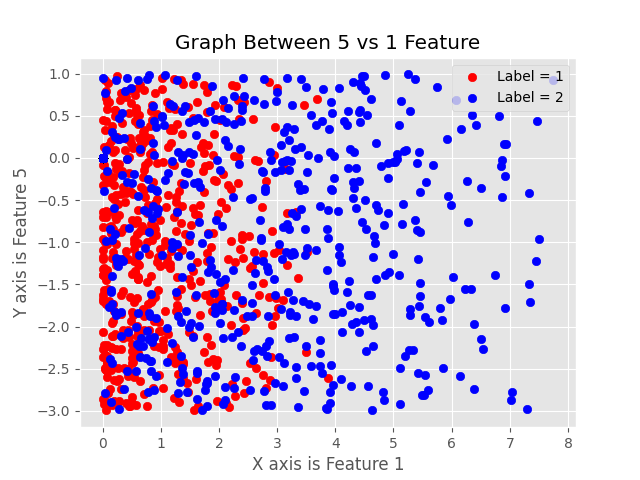 Graph Between 5 vs 1 Feature
Label = 1
Label = 2
1.0
0.5
0.0
−0.5
−1.0
−1.5
−2.0
−2.5
−3.0
Y axis is Feature 5
0 1 2 3 4 5 6 7 8
X axis is Feature 1